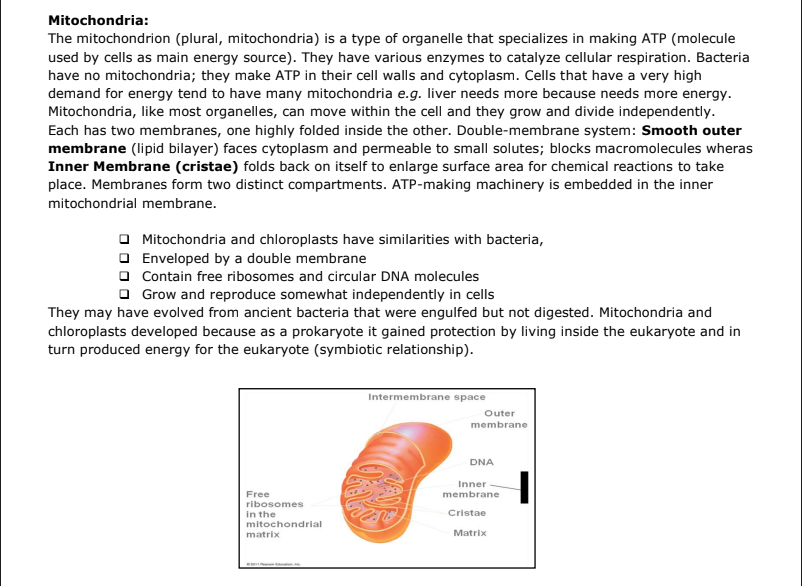 Mitochondria:
The mitochondrion (plural, mitochondria) is a type of organelle that specializes in making ATP (molecule
used by cells as main energy source). They have various enzymes to catalyze cellular respiration. Bacteria
have no mitochondria; they make ATP in their cell walls and cytoplasm. Cells that have a very high
demand for energy tend to have many mitochondria e.g. liver needs more because needs more energy.
Mitochondria, like most organelles, can move within the cell and they grow and divide independently.
Each has two membranes, one highly folded inside the other. Double-membrane system: Smooth outer
membrane (lipid bilayer) faces cytoplasm and permeable to small solutes; blocks macromolecules wheras
Inner Membrane (cristae) folds back on itself to enlarge surface area for chemical reactions to take
place. Membranes form two distinct compartments. ATP-making machinery is embedded in the inner
mitochondrial membrane.
❑ Mitochondria and chloroplasts have similarities with bacteria,
❑ Enveloped by a double membrane
❑ Contain free ribosomes and circular DNA molecules
❑ Grow and reproduce somewhat independently in cells
They may have evolved from ancient bacteria that were engulfed but not digested. Mitochondria and
chloroplasts developed because as a prokaryote it gained protection by living inside the eukaryote and in
turn produced energy for the eukaryote (symbiotic relationship).
Intermembrane space
Outer
membrane
DNA
Inner
membrane
Free
ribosomes
in the
mitochondrial
matrix
Cristae
Matrix
© 2011 Pearson Education, Inc.